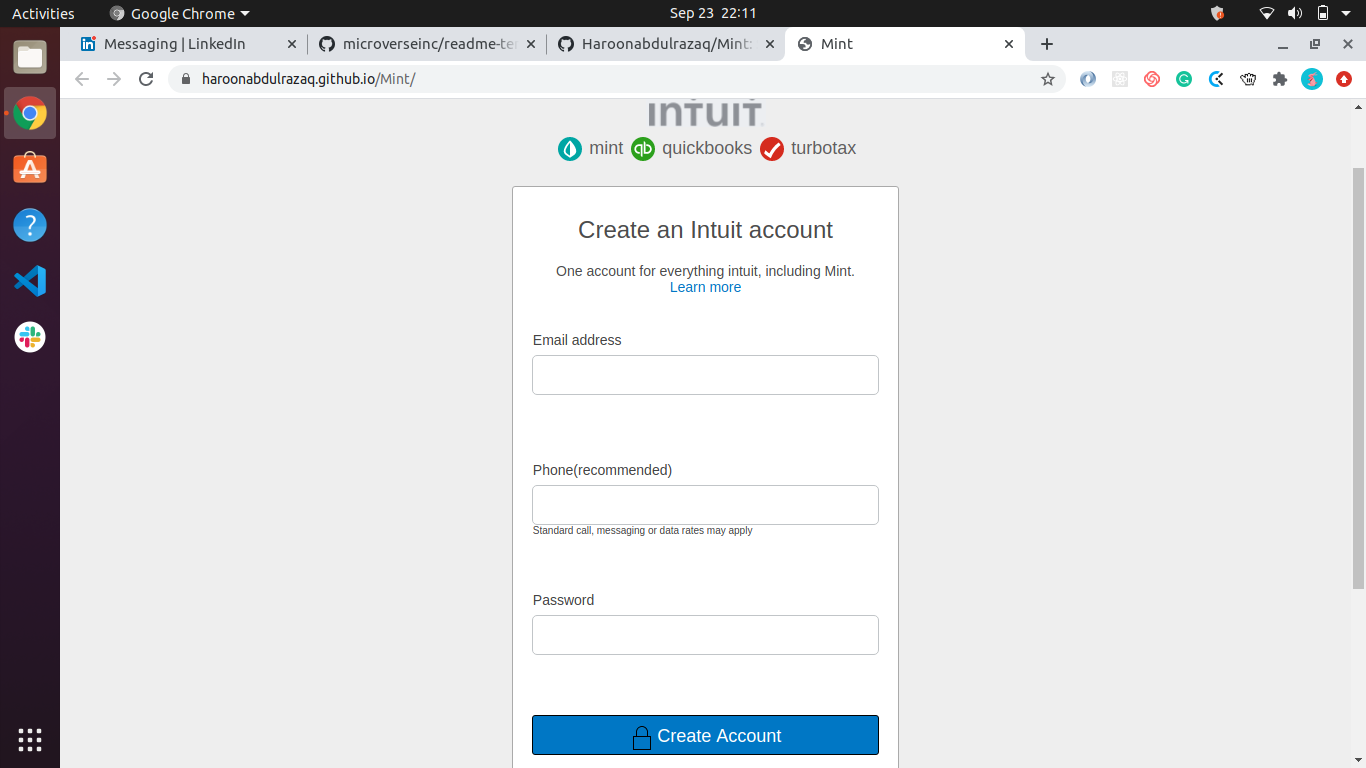 Activities Google Chrome Sep 23 22:11
Messaging | LinkedIn microverseinc/readme-te Haroonabdulrazaq/Mint: Mint
haroonabdulrazaq.github.io/Mint/
INTUIT
mint qb quickbooks turbotax
Create an Intuit account
One account for everything intuit, including Mint.
Learn more
Email address
Phone(recommended)
Standard call, messaging or data rates may apply
Password
Create Account